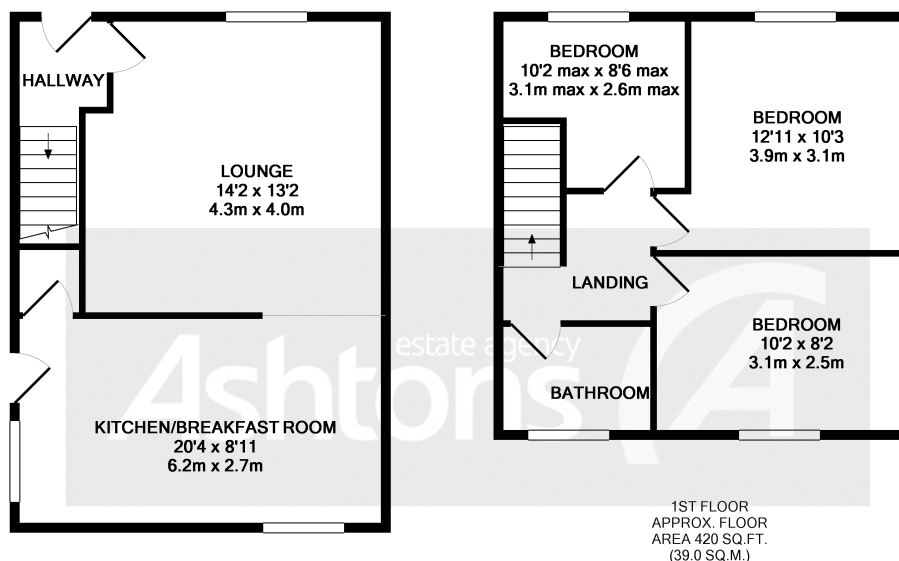 HALLWAY
LOUNGE
14'2 x 13'2
4.3m x 4.0m
KITCHEN/BREAKFAST ROOM
20'4 x 8'11
6.2m x 2.7m
BEDROOM
10'2 max x 8'6 max
3.1m max x 2.6m max
BEDROOM
12'11 x 10'3
3.9m x 3.1m
LANDING
BEDROOM
10'2 x 8'2
3.1m x 2.5m
BATHROOM
estate agency
Ashtons
1ST FLOOR
APPROX. FLOOR
AREA 420 SQ.FT.
(39.0 SQ.M.)